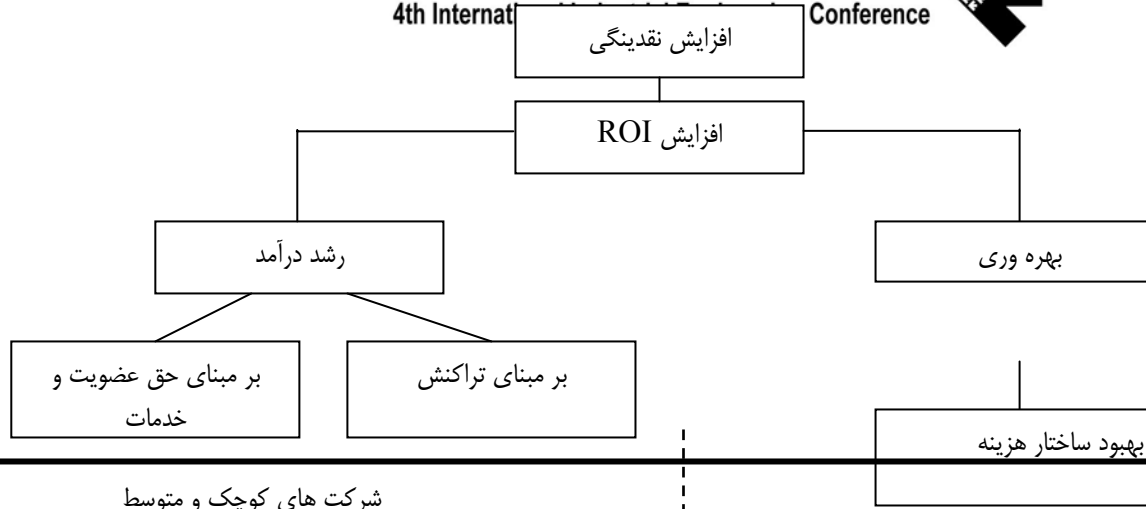 4th Internat Conference
افزایش نقدینگی
افزایش ROI
رشد درآمد
بهره وری
بر مبنای حق عضویت و
خدمات
بر مبنای تراکنش
بهبود ساختار هزینه
شرکت های کوچک و متوسط